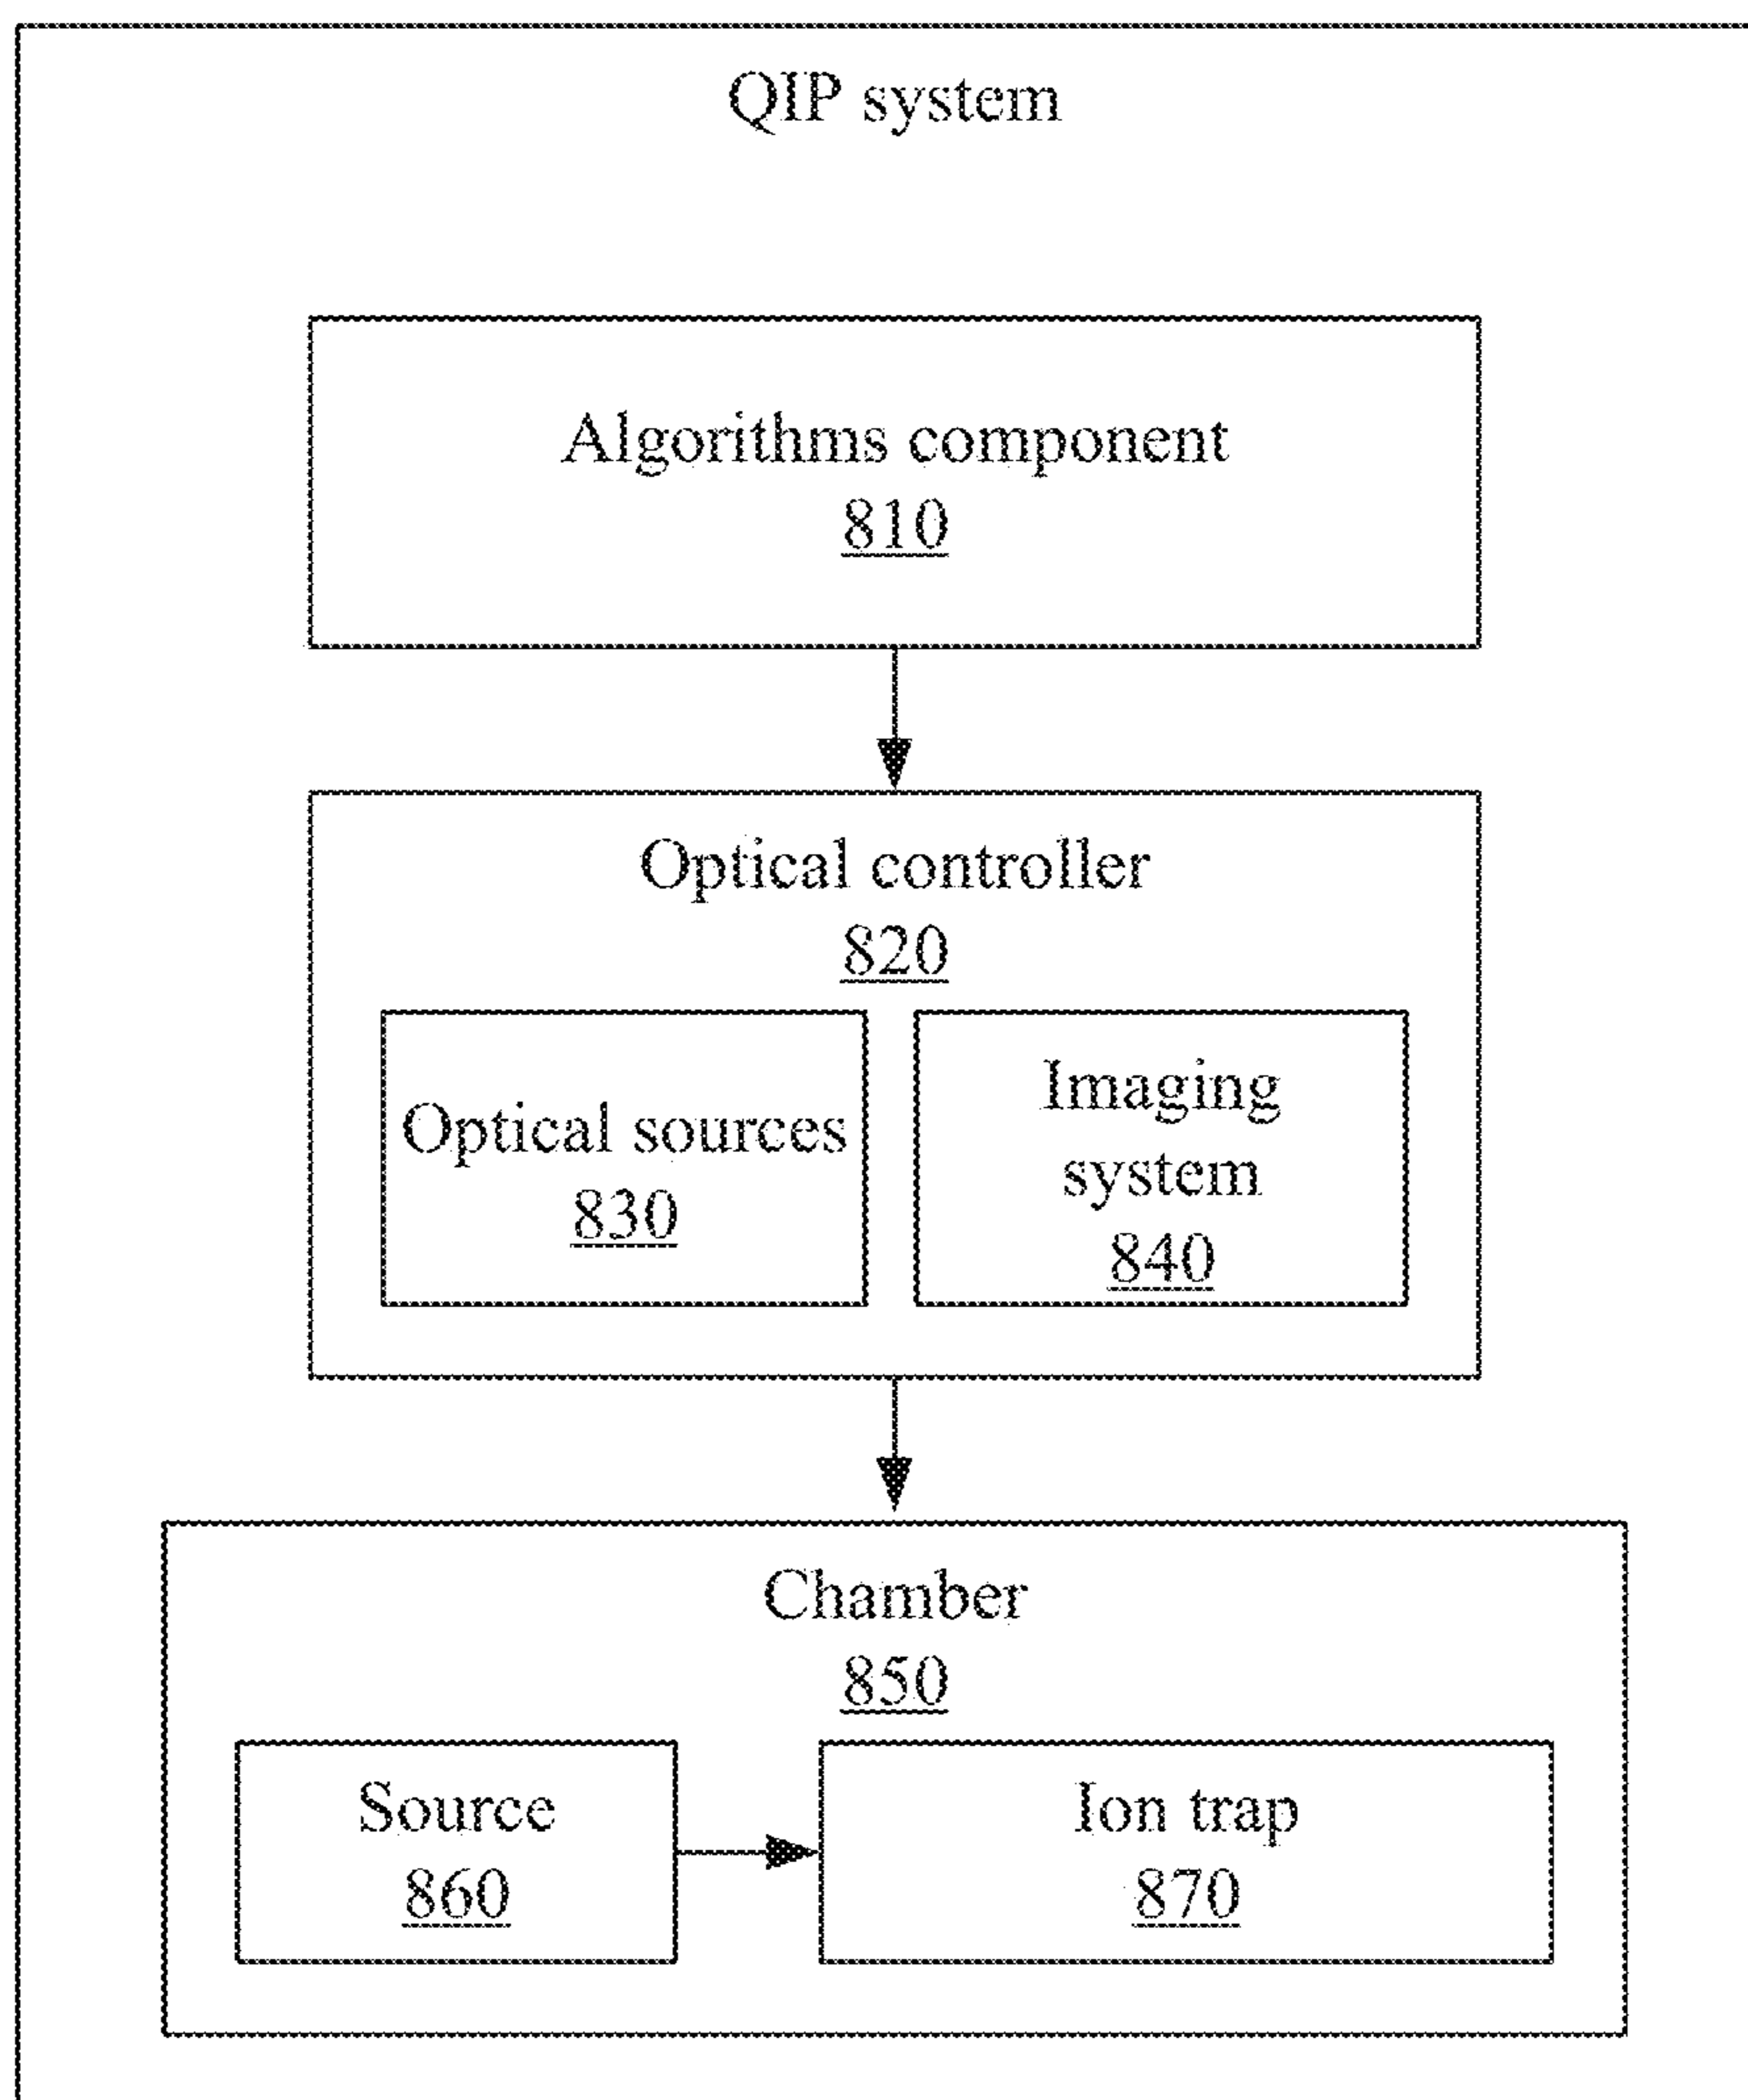 QIP system
Algorithms component
810
Optical controller
820
Optical sources
830
Imaging
system
840
Chamber
850
Source
860
Ion trap
870